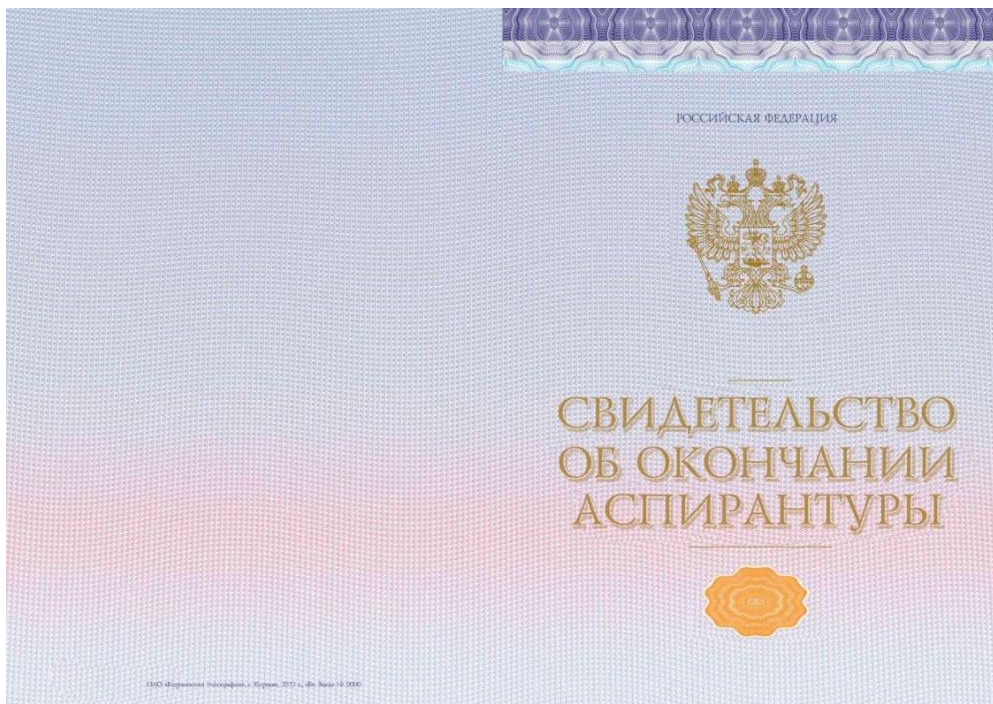 РОССИЙСКАЯ ФЕДЕРАЦИЯ
СВИДЕТЕЛЬСТВО
ОБ ОКОНЧАНИИ
АСПИРАНТУРЫ